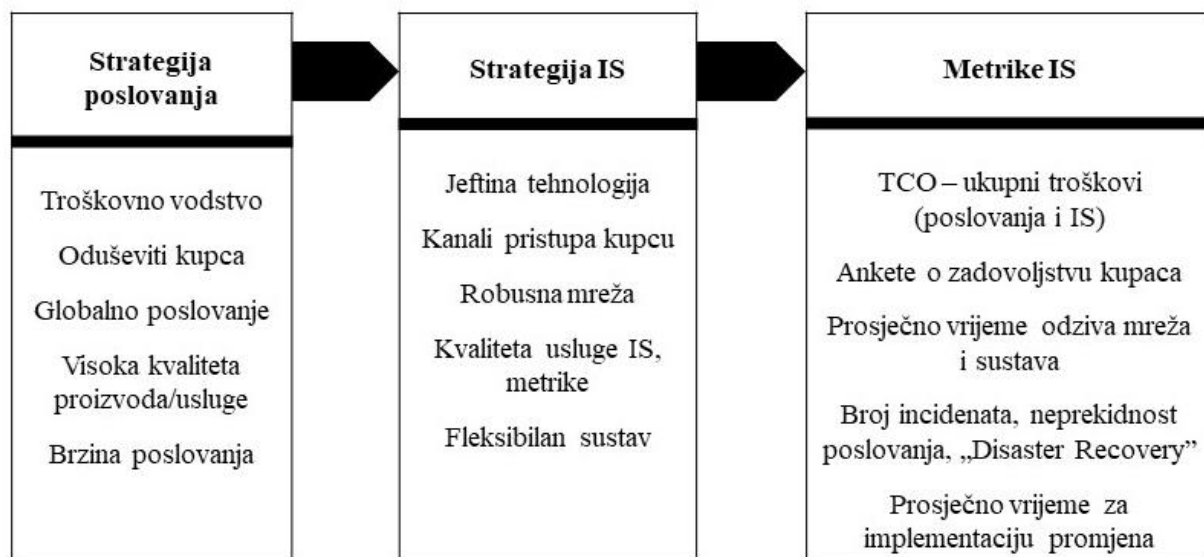 Strategija
poslovanja
Troškovno vodstvo
Oduševiti kupca
Globalno poslovanje
Visoka kvaliteta
proizvoda/usluge
Brzina poslovanja
Strategija IS
Jeftina tehnologija
Kanali pristupa kupcu
Robusna mreža
Kvaliteta usluge IS,
metrike
Fleksibilan sustav
Metrike IS
TCO – ukupni troškovi
(poslovanja i IS)
Ankete o zadovoljstvu kupaca
Prosječno vrijeme odziva mreža
i sustava
Broj incidenata, neprekidnost
poslovanja, „Disaster Recovery”
Prosječno vrijeme za
implementaciju promjena